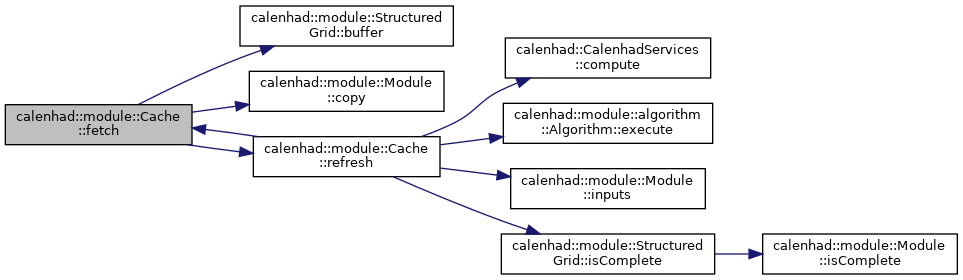 calenhad::module::Cache
::fetch
calenhad::module::Structured
Grid::buffer
calenhad::module::Module
::copy
calenhad::module::Cache
::refresh
calenhad::CalenhadServices
::compute
calenhad::module::algorithm
::Algorithm::execute
calenhad::module::Module
::inputs
calenhad::module::Structured
Grid::isComplete
calenhad::module::Module
::isComplete